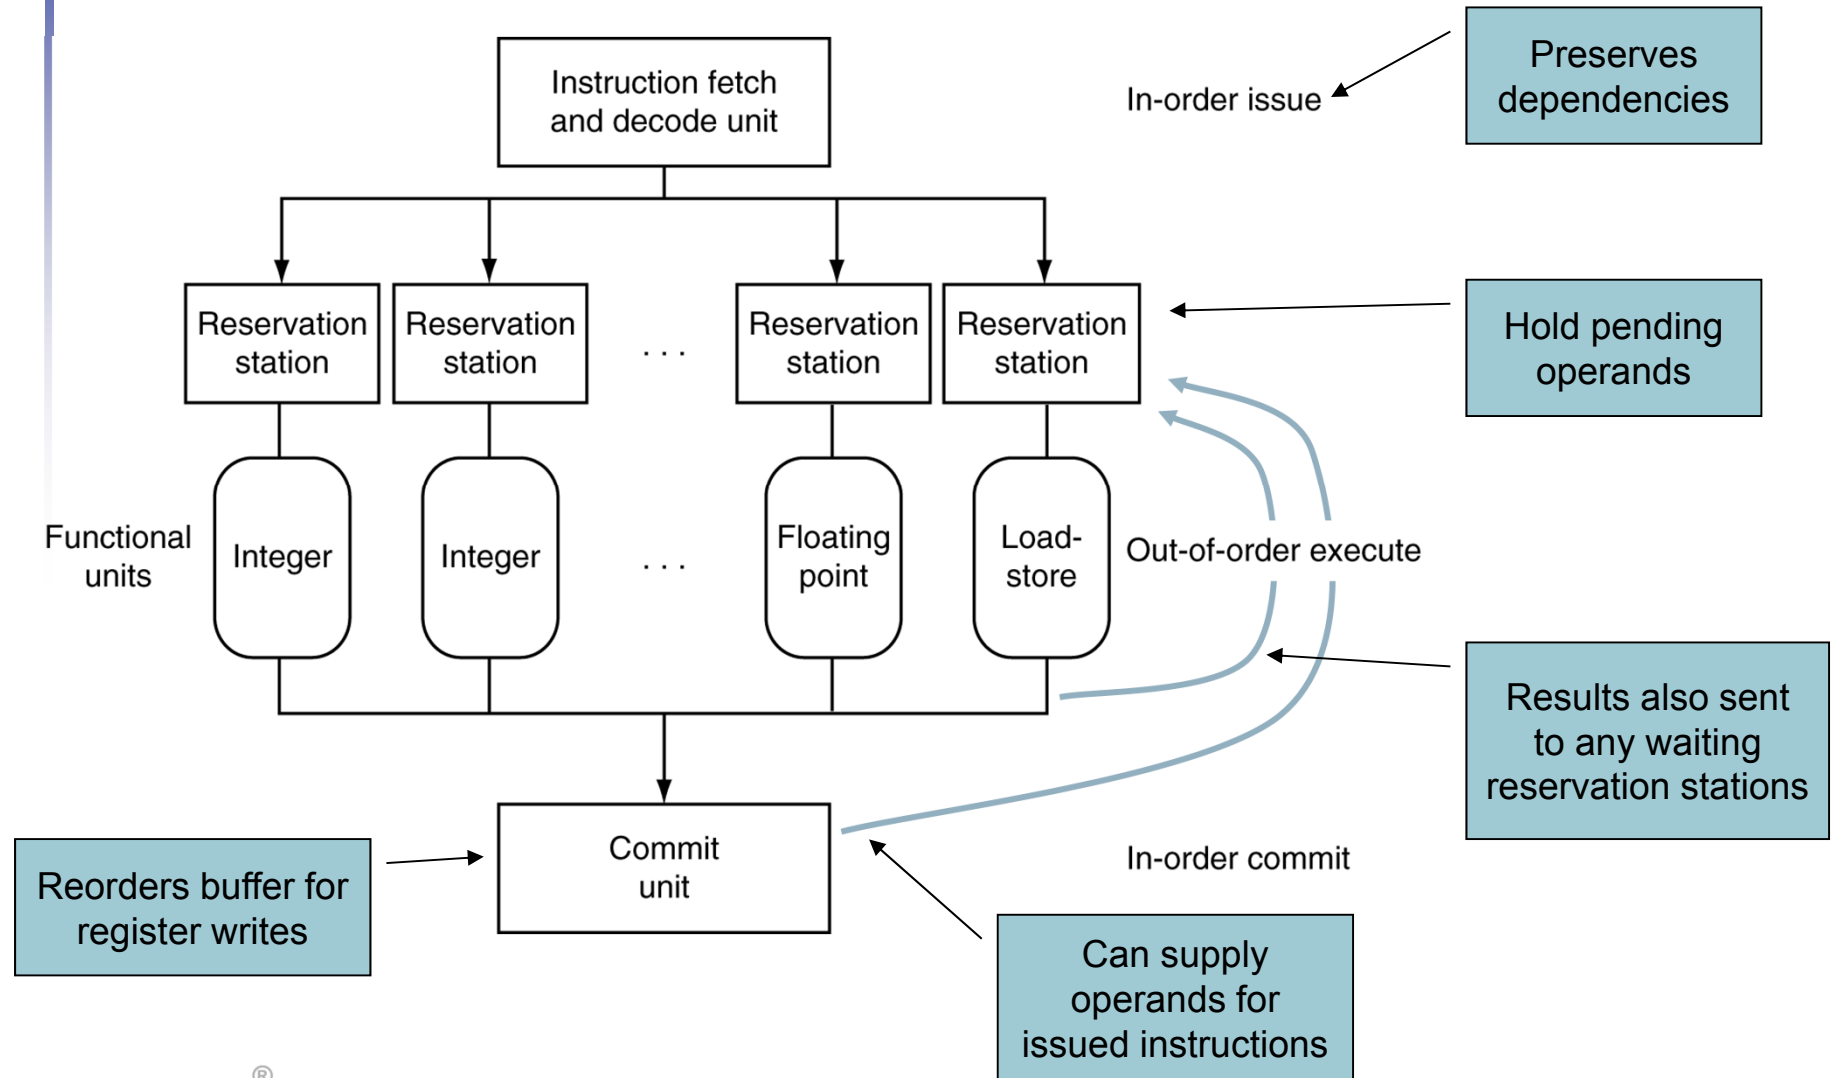 Instruction fetch
and decode unit
In-order issue
Preserves
dependencies
Reservation
station
Reservation
station
. . .
Reservation
station
Reservation
station
Hold pending
operands
Functional
units
Integer
Integer
. . .
Floating
point
Load-
store
Out-of-order execute
Results also sent
to any waiting
reservation stations
Commit
unit
In-order commit
Reorders buffer for
register writes
Can supply
operands for
issued instructions
®